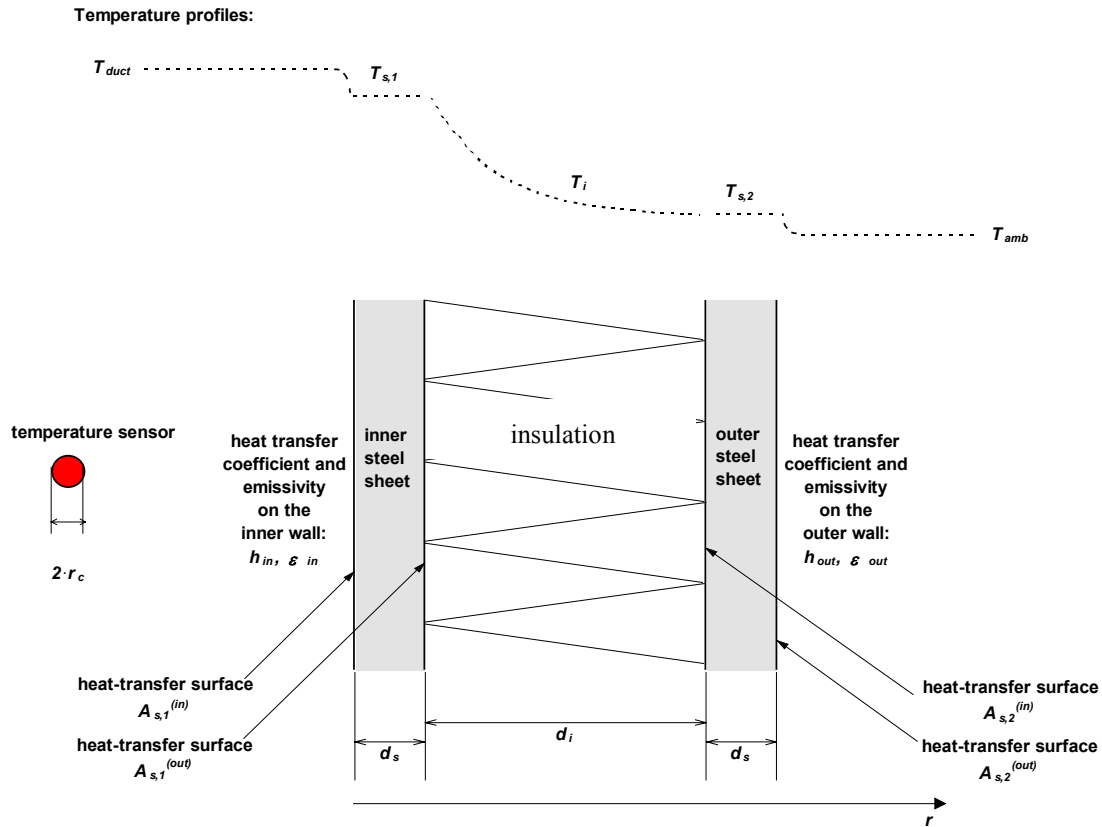 Temperature profiles:
T duct
T s,1
T i
T s,2
T amb
temperature sensor
2·r c
heat transfer
coefficient and
emissivity
on the
inner wall:
h in, ε in
inner
steel
sheet
insulation
outer
steel
sheet
heat transfer
coefficient and
emissivity
on the
outer wall:
h out, ε out
heat-transfer surface
A s,1 (in)
heat-transfer surface
A s,1 (out)
d s
d i
d s
heat-transfer surface
A s,2 (in)
heat-transfer surface
A s,2 (out)
r